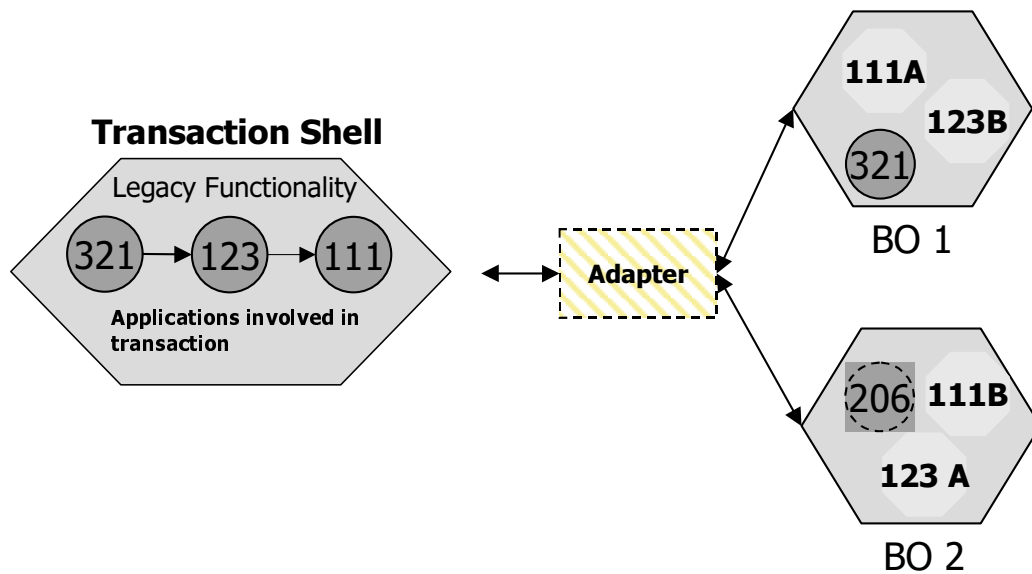 Transaction Shell
Legacy Functionality
321
123
111
Applications involved in
transaction
Adapter
111A
123B
321
BO 1
206
111B
123 A
BO 2